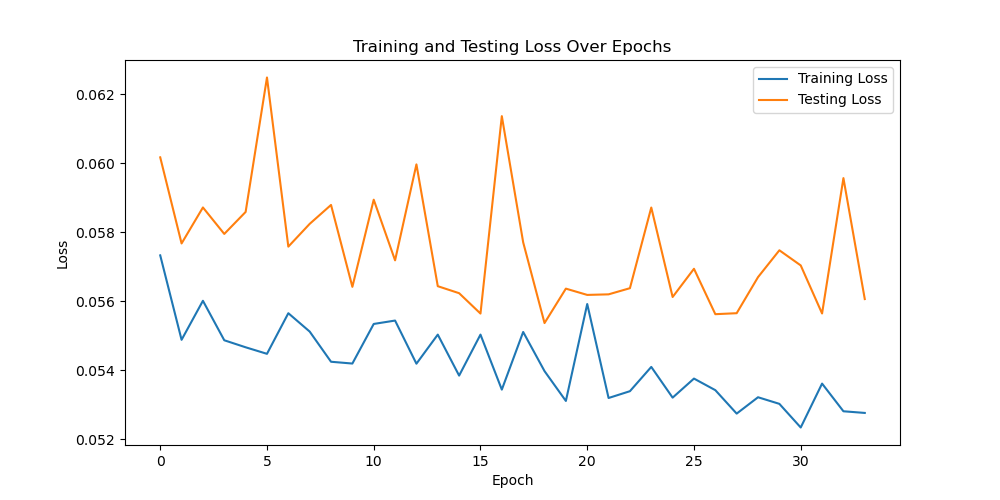 Training and Testing Loss Over Epochs
Training Loss
Testing Loss
0.062
0.060
0.058
0.056
0.054
0.052
Loss
0 5 10 15 20 25 30
Epoch